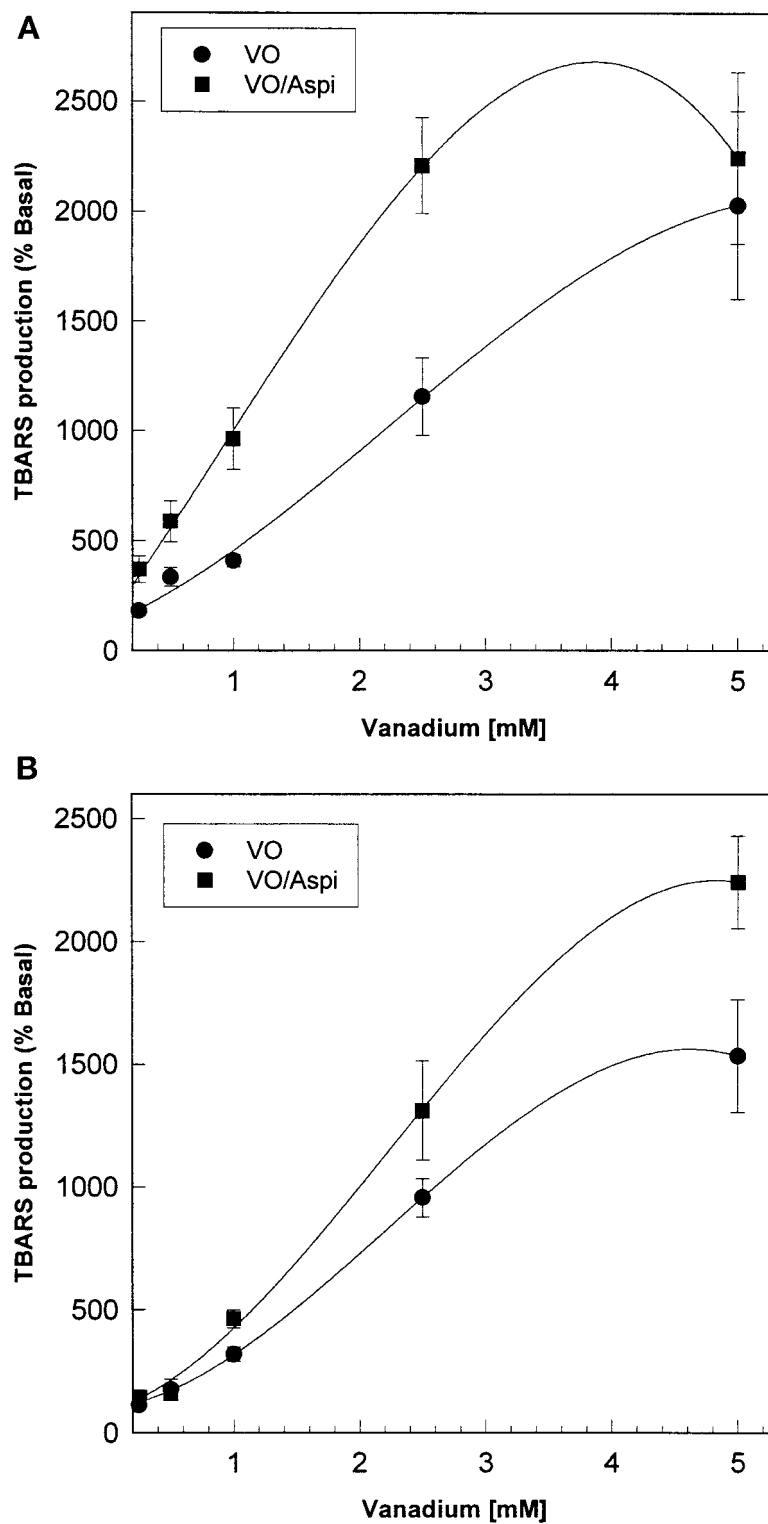 A
VO
VO/Aspi
2500
2000
1500
1000
500
0
TBARS production (% Basal)
1 2 3 4 5
Vanadium [mM]
B
VO
VO/Aspi
2500
2000
1500
1000
500
0
TBARS production (% Basal)
1 2 3 4 5
Vanadium [mM]